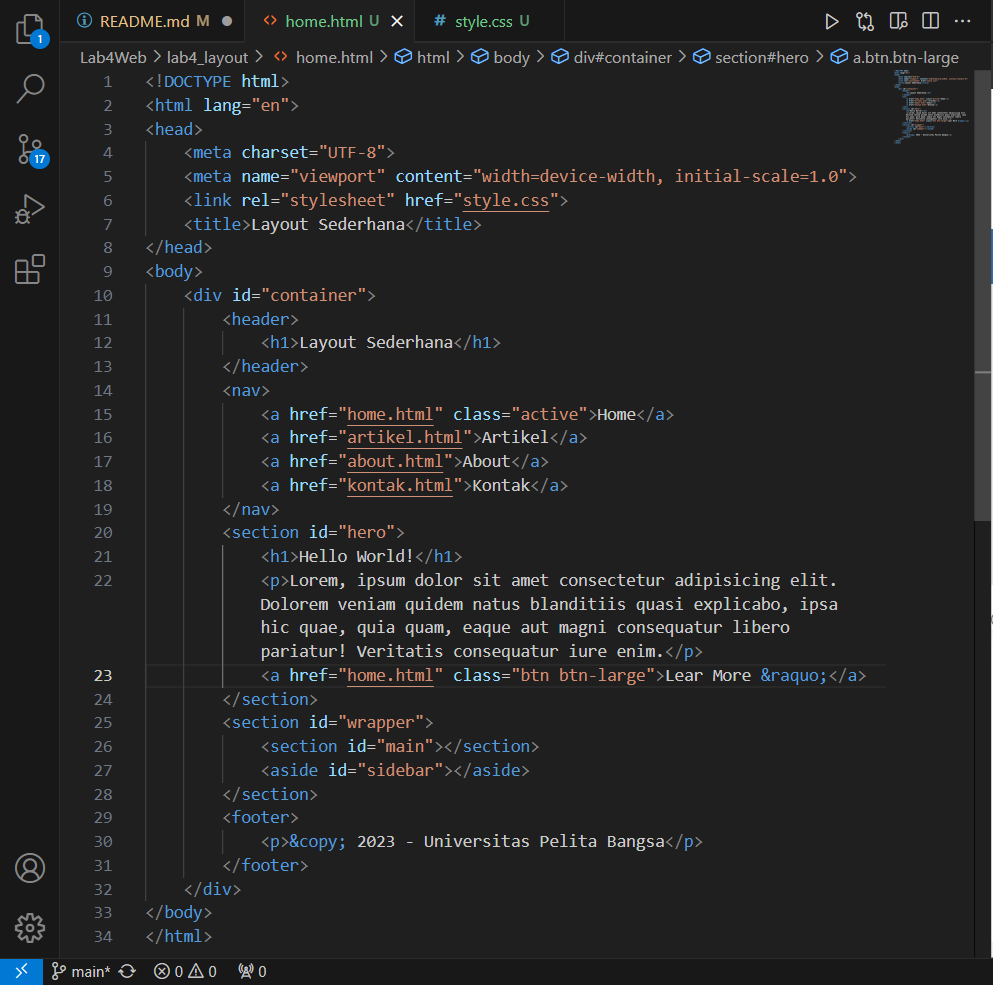 README.md M
home.html U
style.css U
1
Lab4Web > lab4_layout > home.html > html > body > div#container > section#hero > a.btn.btn-large
1 <!DOCTYPE html>
2 <html lang="en">
3 <head>
4 <meta charset="UTF-8">
5 <meta name="viewport" content="width=device-width, initial-scale=1.0">
6 <link rel="stylesheet" href="style.css">
7 <title>Layout Sederhana</title>
8 </head>
9 <body>
10 <div id="container">
11 <header>
12 <h1>Layout Sederhana</h1>
13 </header>
14 <nav>
15 <a href="home.html" class="active">Home</a>
16 <a href="artikel.html">Artikel</a>
17 <a href="about.html">About</a>
18 <a href="kontak.html">Kontak</a>
19 </nav>
20 <section id="hero">
21 <h1>Hello World!</h1>
22 <p>Lorem, ipsum dolor sit amet consectetur adipisicing elit.
Dolorem veniam quidem natus blanditiis quasi explicabo, ipsa
hic quae, quia quam, eaque aut magni consequatur libero
pariatur! Veritatis consequatur iure enim.</p>
23 <a href="home.html" class="btn btn-large">Lear More &raquo;</a>
24 </section>
25 <section id="wrapper">
26 <section id="main"></section>
27 <aside id="sidebar"></aside>
28 </section>
29 <footer>
30 <p>&copy; 2023 - Universitas Pelita Bangsa</p>
31 </footer>
32 </div>
33 </body>
34 </html>
17
main* 0 0 0